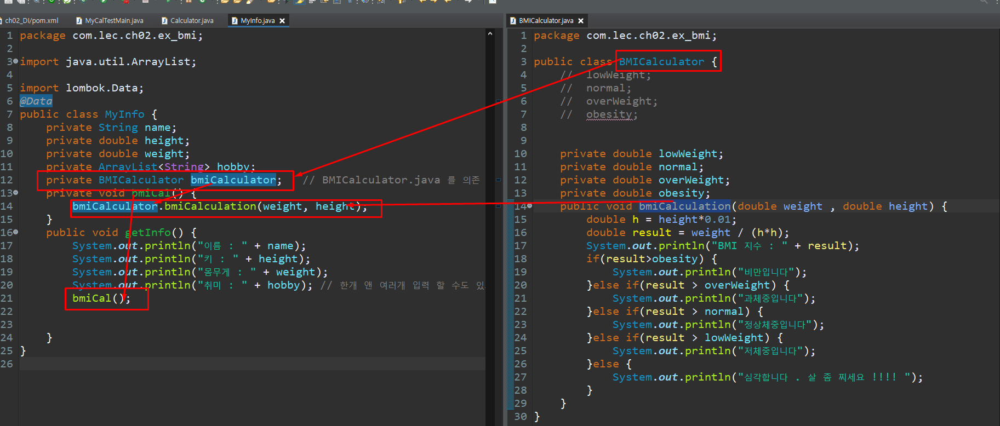 ch02_DI/pom.xml
MyCalTestMain.java
Calculator.java
MyInfo.java
1 package com.lec.ch02.ex_bmi;
2
3 import java.util.ArrayList;
4
5 import lombok.Data;
6 @Data
7 public class MyInfo {
8 private String name;
9 private double height;
10 private double weight;
11 private ArrayList<String> hobby;
12 private BMICalculator bmiCalculator; // BMICalculator.java 를 의존
13 private void bmiCal() {
14 bmiCalculator.bmiCalculation(weight, height);
15 }
16 public void getInfo() {
17 System.out.println("이름 : " + name);
18 System.out.println("키 : " + height);
19 System.out.println("몸무게 : " + weight);
20 System.out.println("취미 : " + hobby); // 한개 앤 여러개 입력 할 수도 있
21 bmiCal();
22
23
24 }
25 }
26
BMICalculator.java
1 package com.lec.ch02.ex_bmi;
2
3 public class BMICalculator {
4 // lowWeight;
5 // normal;
6 // overWeight;
7 // obesity;
8
9
10 private double lowWeight;
11 private double normal;
12 private double overWeight;
13 private double obesity;
14 public void bmiCalculation(double weight , double height) {
15 double h = height*0.01;
16 double result = weight / (h*h);
17 System.out.println("BMI 지수 : " + result);
18 if(result>obesity) {
19 System.out.println("비만입니다");
20 }else if(result > overWeight) {
21 System.out.println("과체중입니다");
22 }else if(result > normal) {
23 System.out.println("정상체중입니다");
24 }else if(result > lowWeight) {
25 System.out.println("저체중입니다");
26 }else {
27 System.out.println("심각합니다 . 살 좀 찌세요 !!!! ");
28 }
29 }
30 }